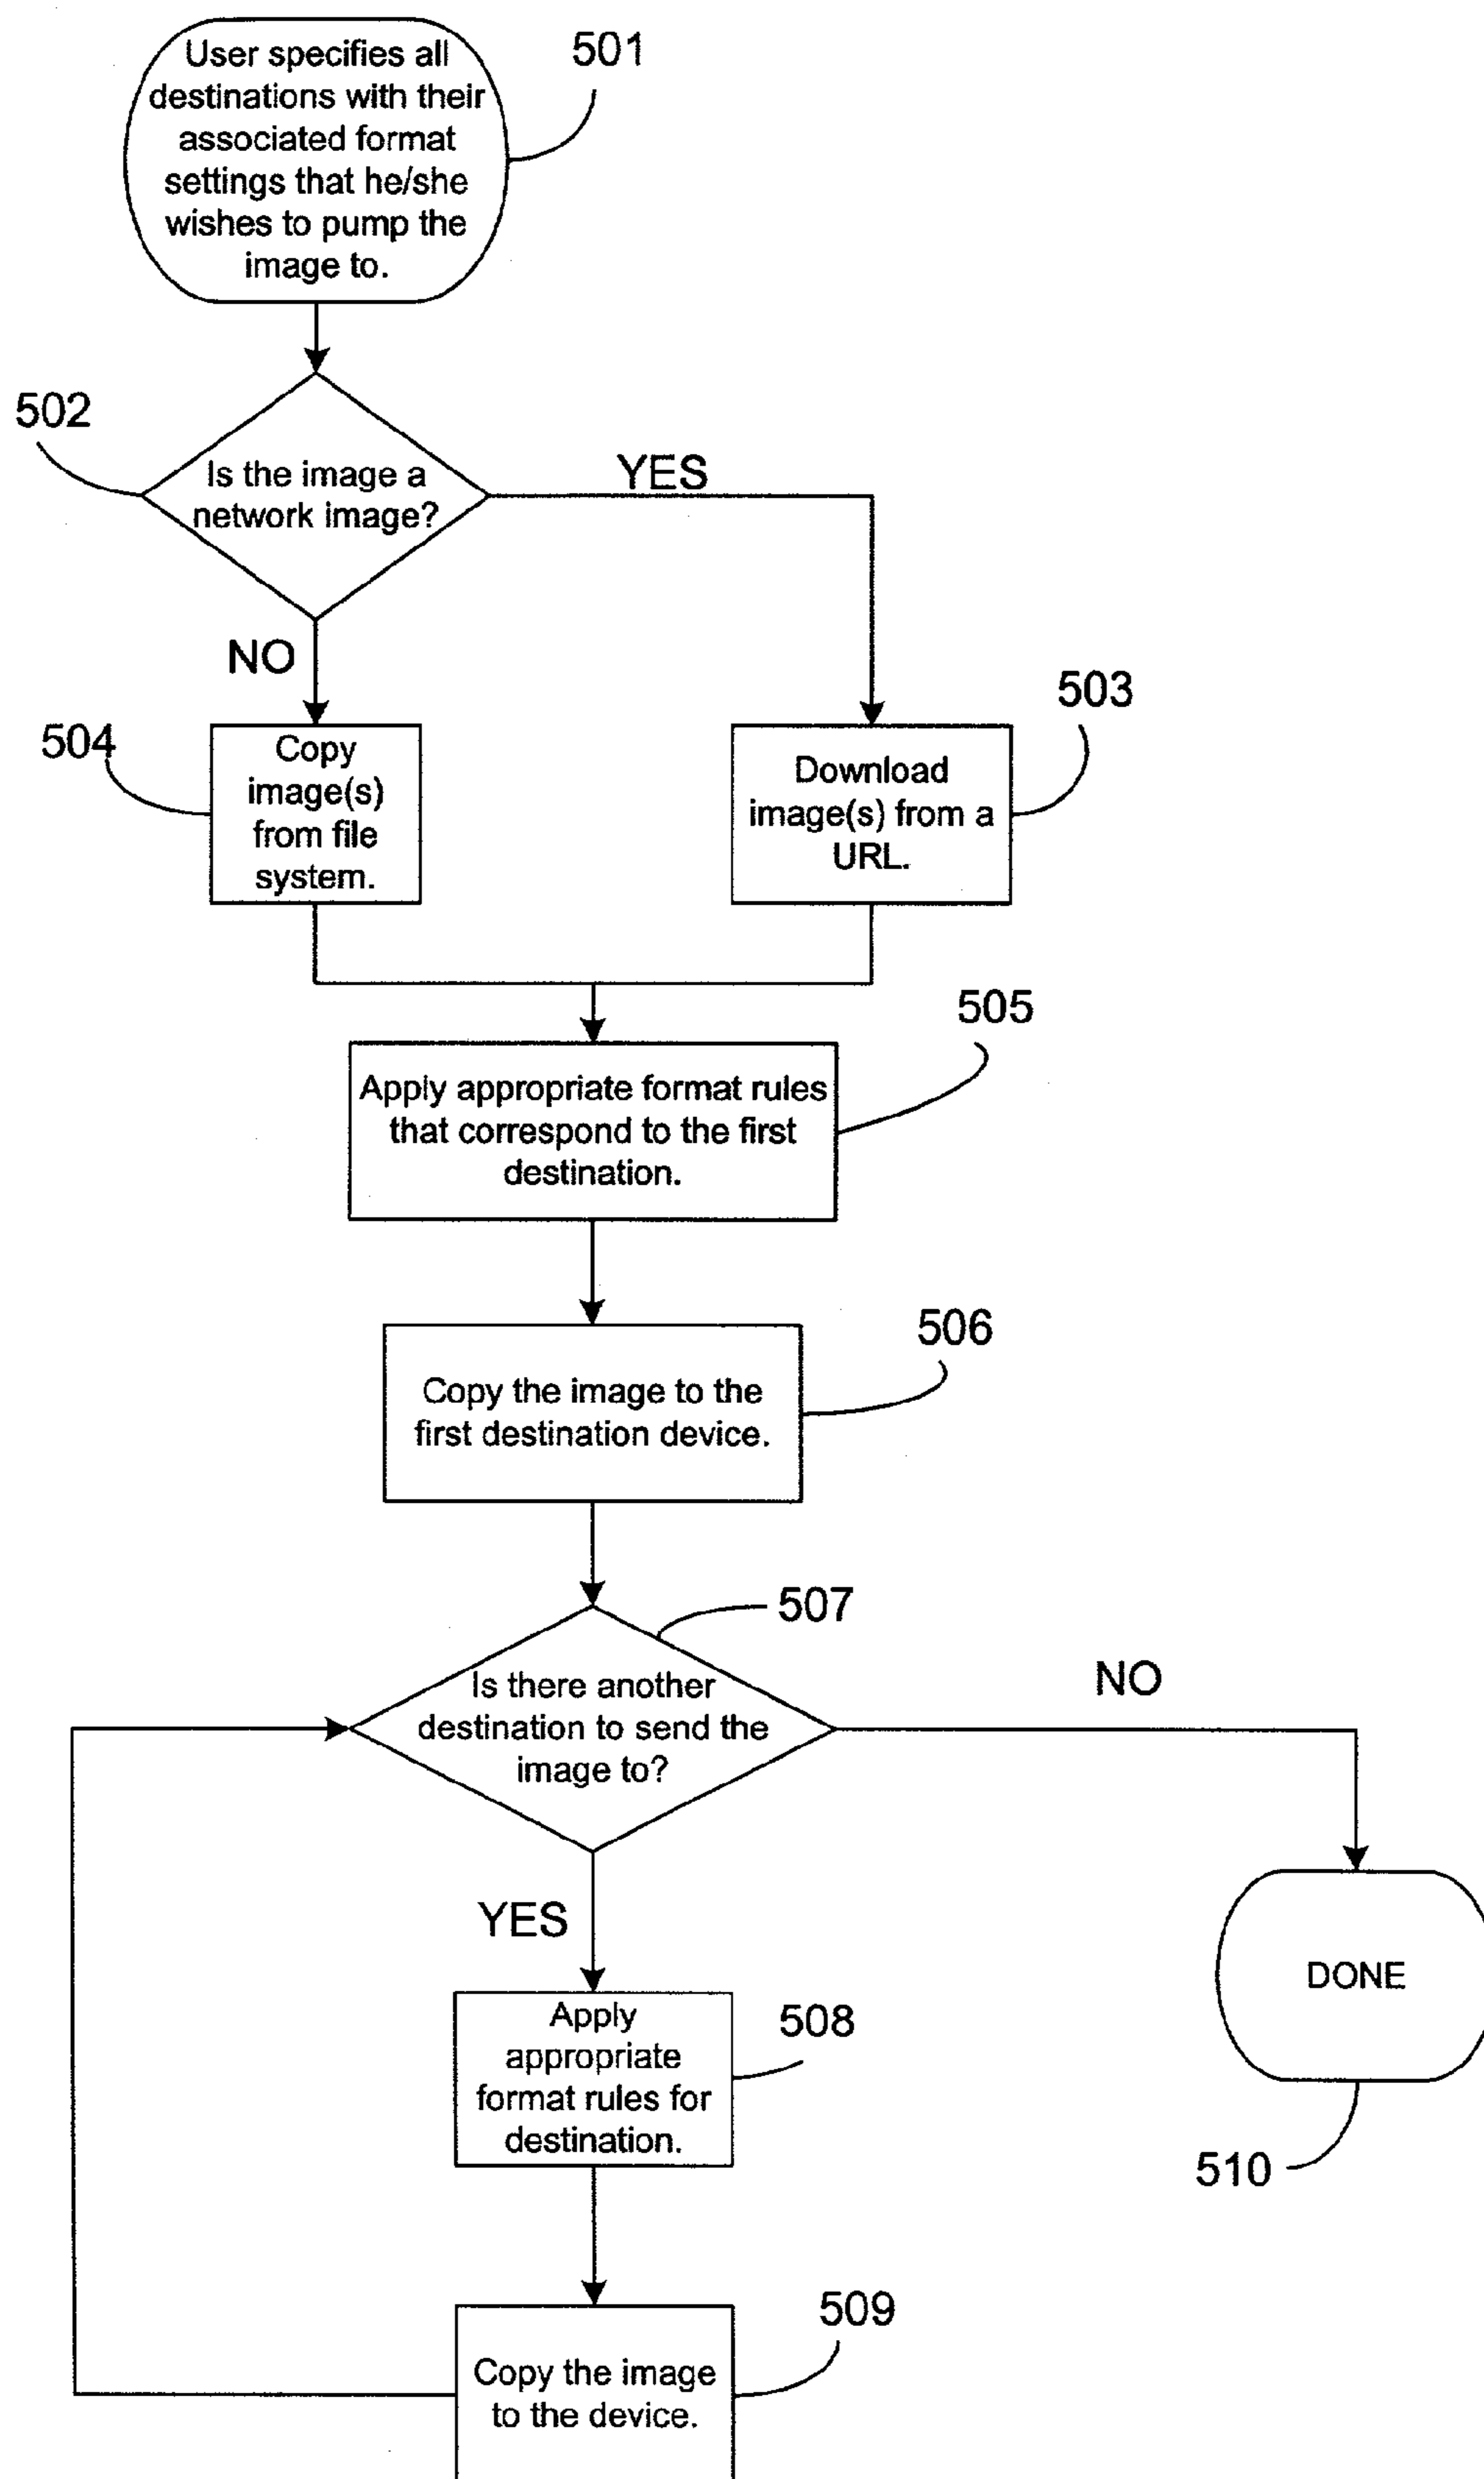 User specifies all
destinations with their
associated format
settings that he/she
wishes to pump the
image to.
501
502
Is the image a
network image?
YES
NO
503
504
Copy
image(s)
from file
system.
Download
image(s) from a
URL.
505
Apply appropriate format rules
that correspond to the first
destination.
506
Copy the image to the
first destination device.
507
Is there another
destination to send the
image to?
NO
YES
DONE
508
Apply
appropriate
format rules for
destination.
510
509
Copy the image
to the device.